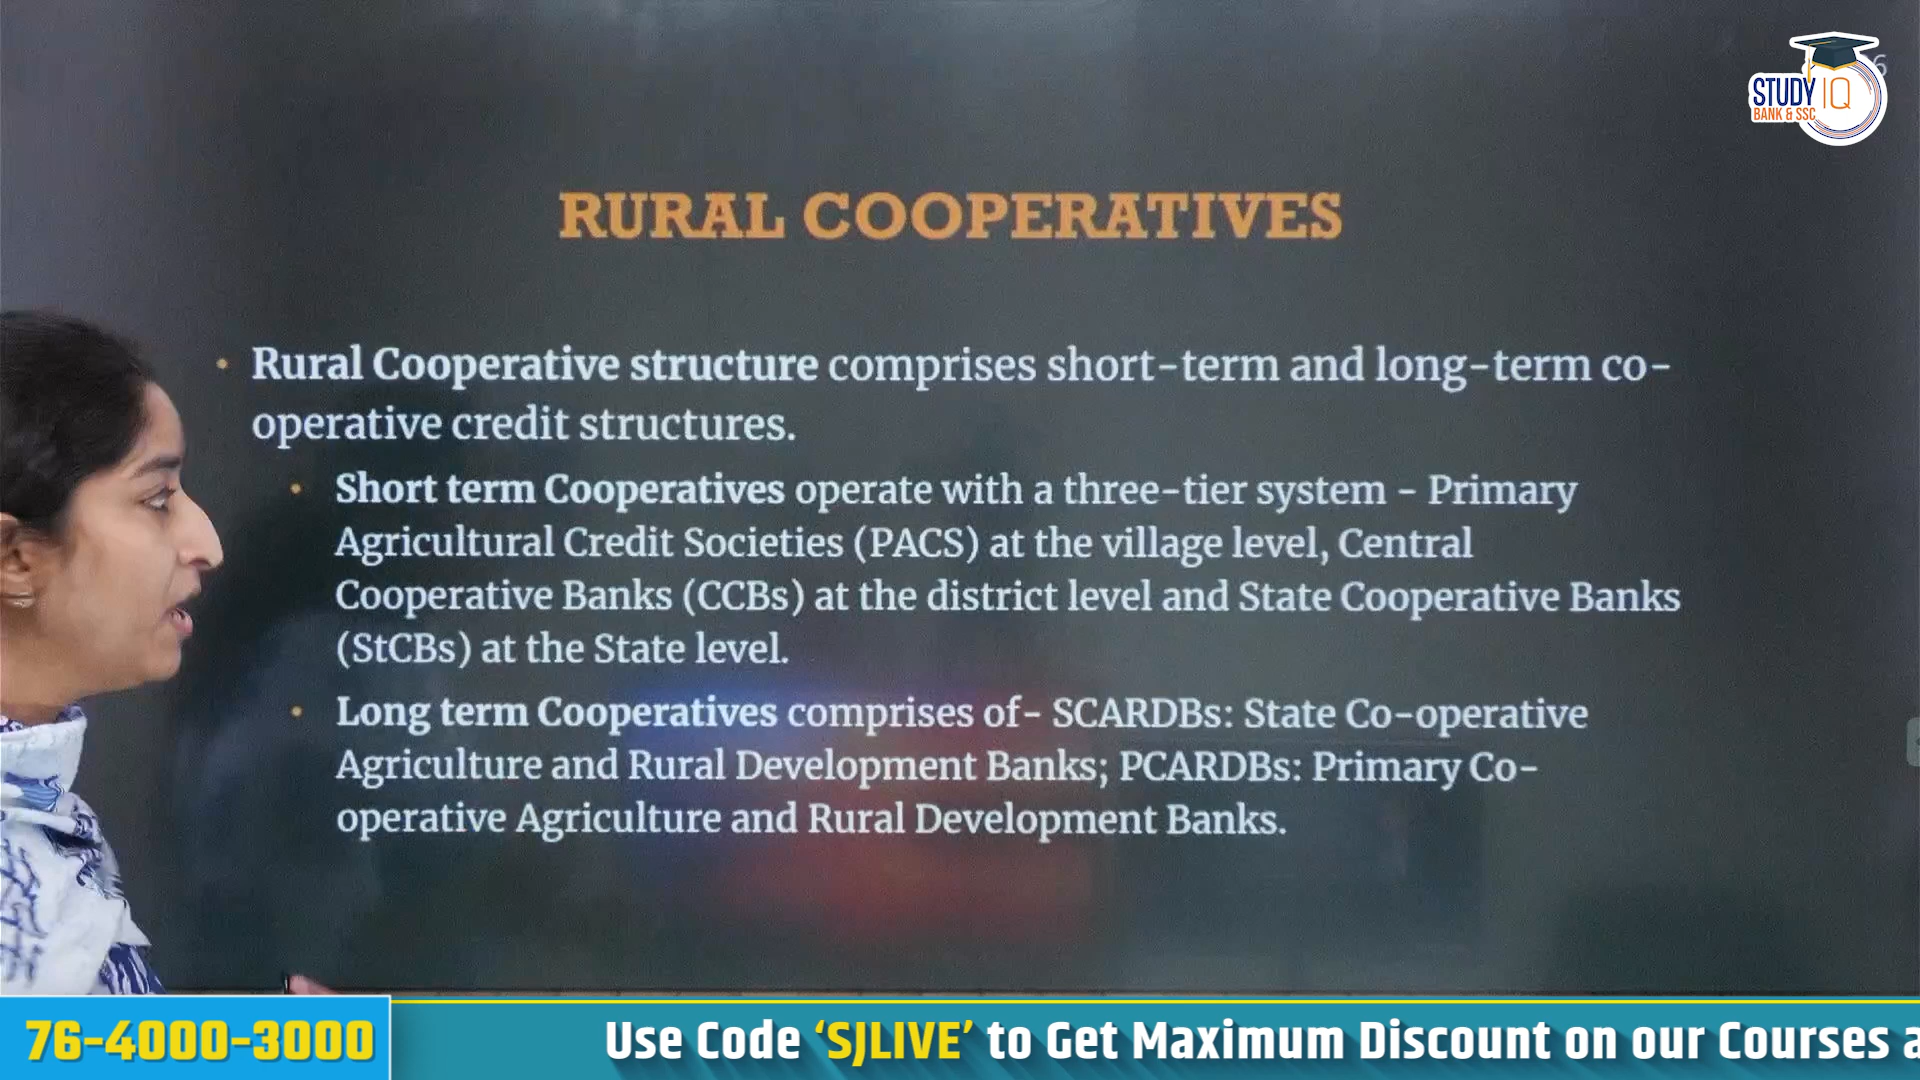 6
STUDY IQ
BANK & SSC
RURAL COOPERATIVES
• Rural Cooperative structure comprises short-term and long-term co-
operative credit structures.
• Short term Cooperatives operate with a three-tier system - Primary
Agricultural Credit Societies (PACS) at the village level, Central
Cooperative Banks (CCBs) at the district level and State Cooperative Banks
(StCBs) at the State level.
• Long term Cooperatives comprises of- SCARDBs: State Co-operative
Agriculture and Rural Development Banks; PCARDBs: Primary Co-
operative Agriculture and Rural Development Banks.
76-4000-3000
Use Code ‘SJLIVE’ to Get Maximum Discount on our Courses a